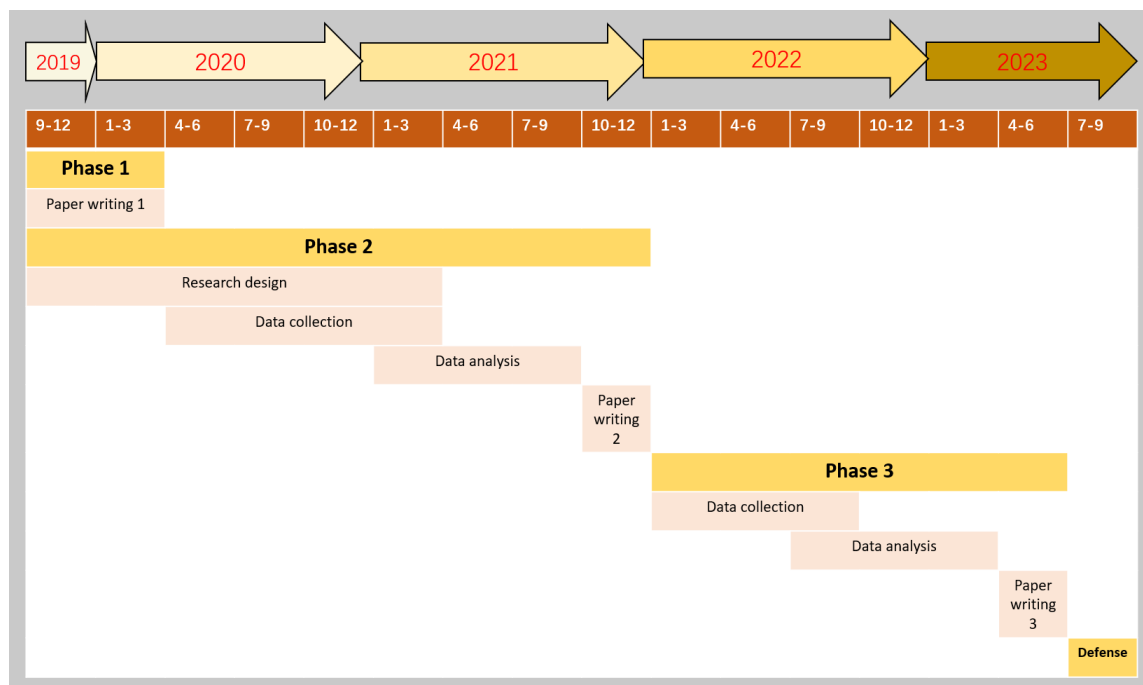 2019 2020 2021 2022 2023
9-12 1-3 4-6 7-9 10-12 1-3 4-6 7-9 10-12 1-3 4-6 7-9 10-12 1-3 4-6 7-9
Phase 1
Paper writing 1
Phase 2
Research design
Data collection
Data analysis
Paper
writing
2
Phase 3
Data collection
Data analysis
Paper
writing
3
Defense